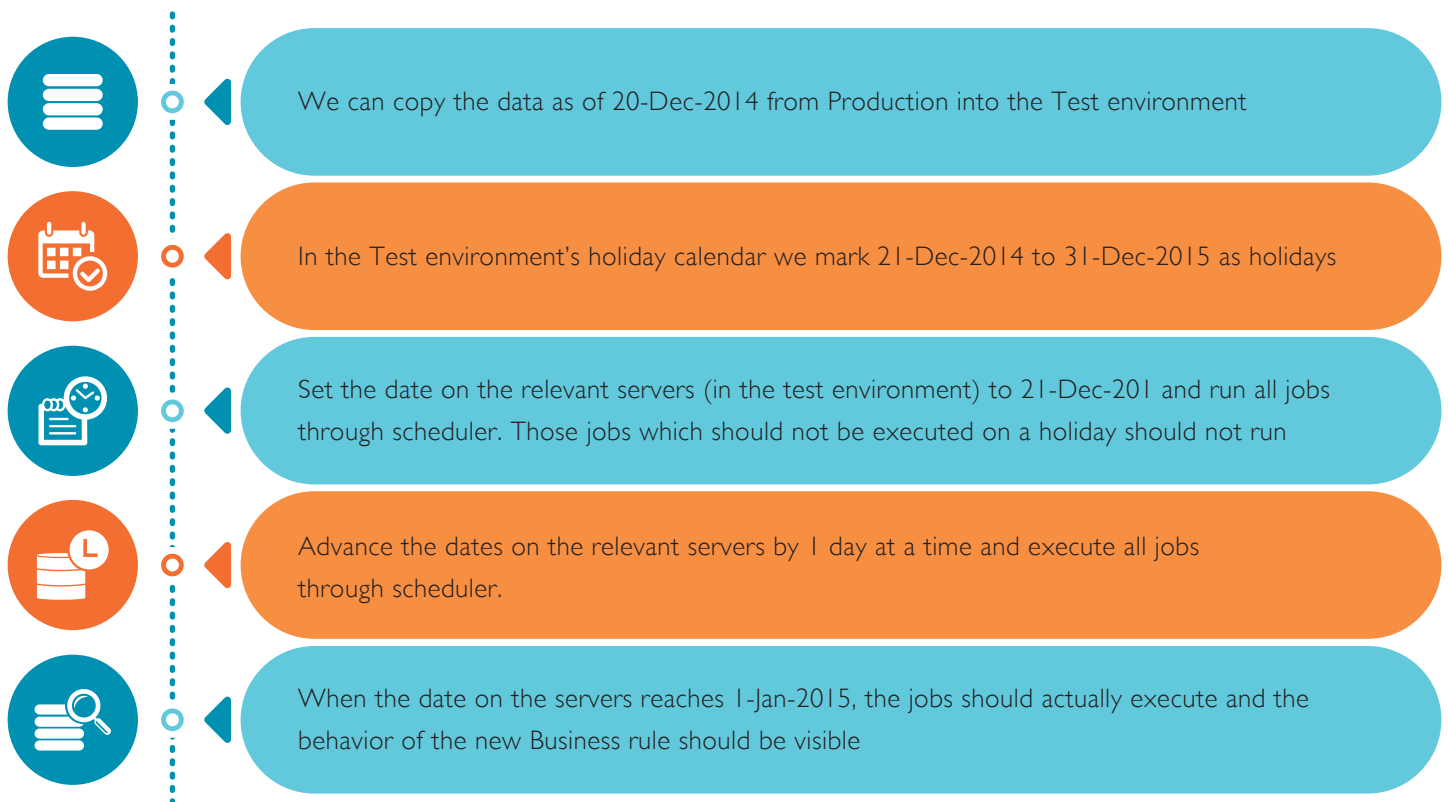 We can copy the data as of 20-Dec-2014 from Production into the Test environment
In the Test environment’s holiday calendar we mark 21-Dec-2014 to 31-Dec-2015 as holidays
Set the date on the relevant servers (in the test environment) to 21-Dec-201 and run all jobs
through scheduler. Those jobs which should not be executed on a holiday should not run
Advance the dates on the relevant servers by 1 day at a time and execute all jobs
through scheduler.
When the date on the servers reaches 1-Jan-2015, the jobs should actually execute and the
behavior of the new Business rule should be visible